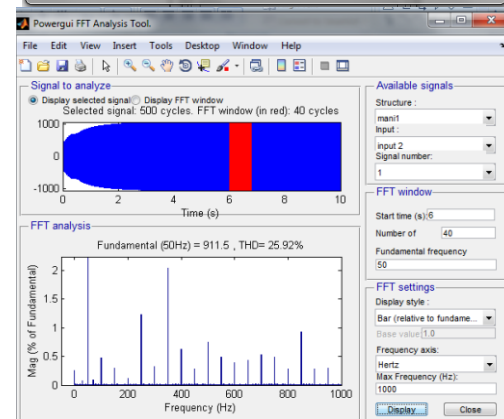 Powergui FFT Analysis Tool.
File Edit View Insert Tools Desktop Window Help
Signal to analyze
Display selected signal Display FFT window
Selected signal: 500 cycles. FFT window (in red): 40 cycles
1000
0
-1000
0 2 4 6 8 10
Time (s)
FFT analysis
Fundamental (50Hz) = 911.5 , THD= 25.92%
Mag (% of Fundamental)
2
1.5
1
0.5
0
0 200 400 600 800 1000
Frequency (Hz)
Available signals
Structure :
mani1
Input :
input 2
Signal number:
1
FFT window
Start time (s): 6
Number of 40
Fundamental frequency
50
FFT settings
Display style :
Bar (relative to fundame...
Base value 1.0
Frequency axis:
Hertz
Max Frequency (Hz):
1000
Display Close